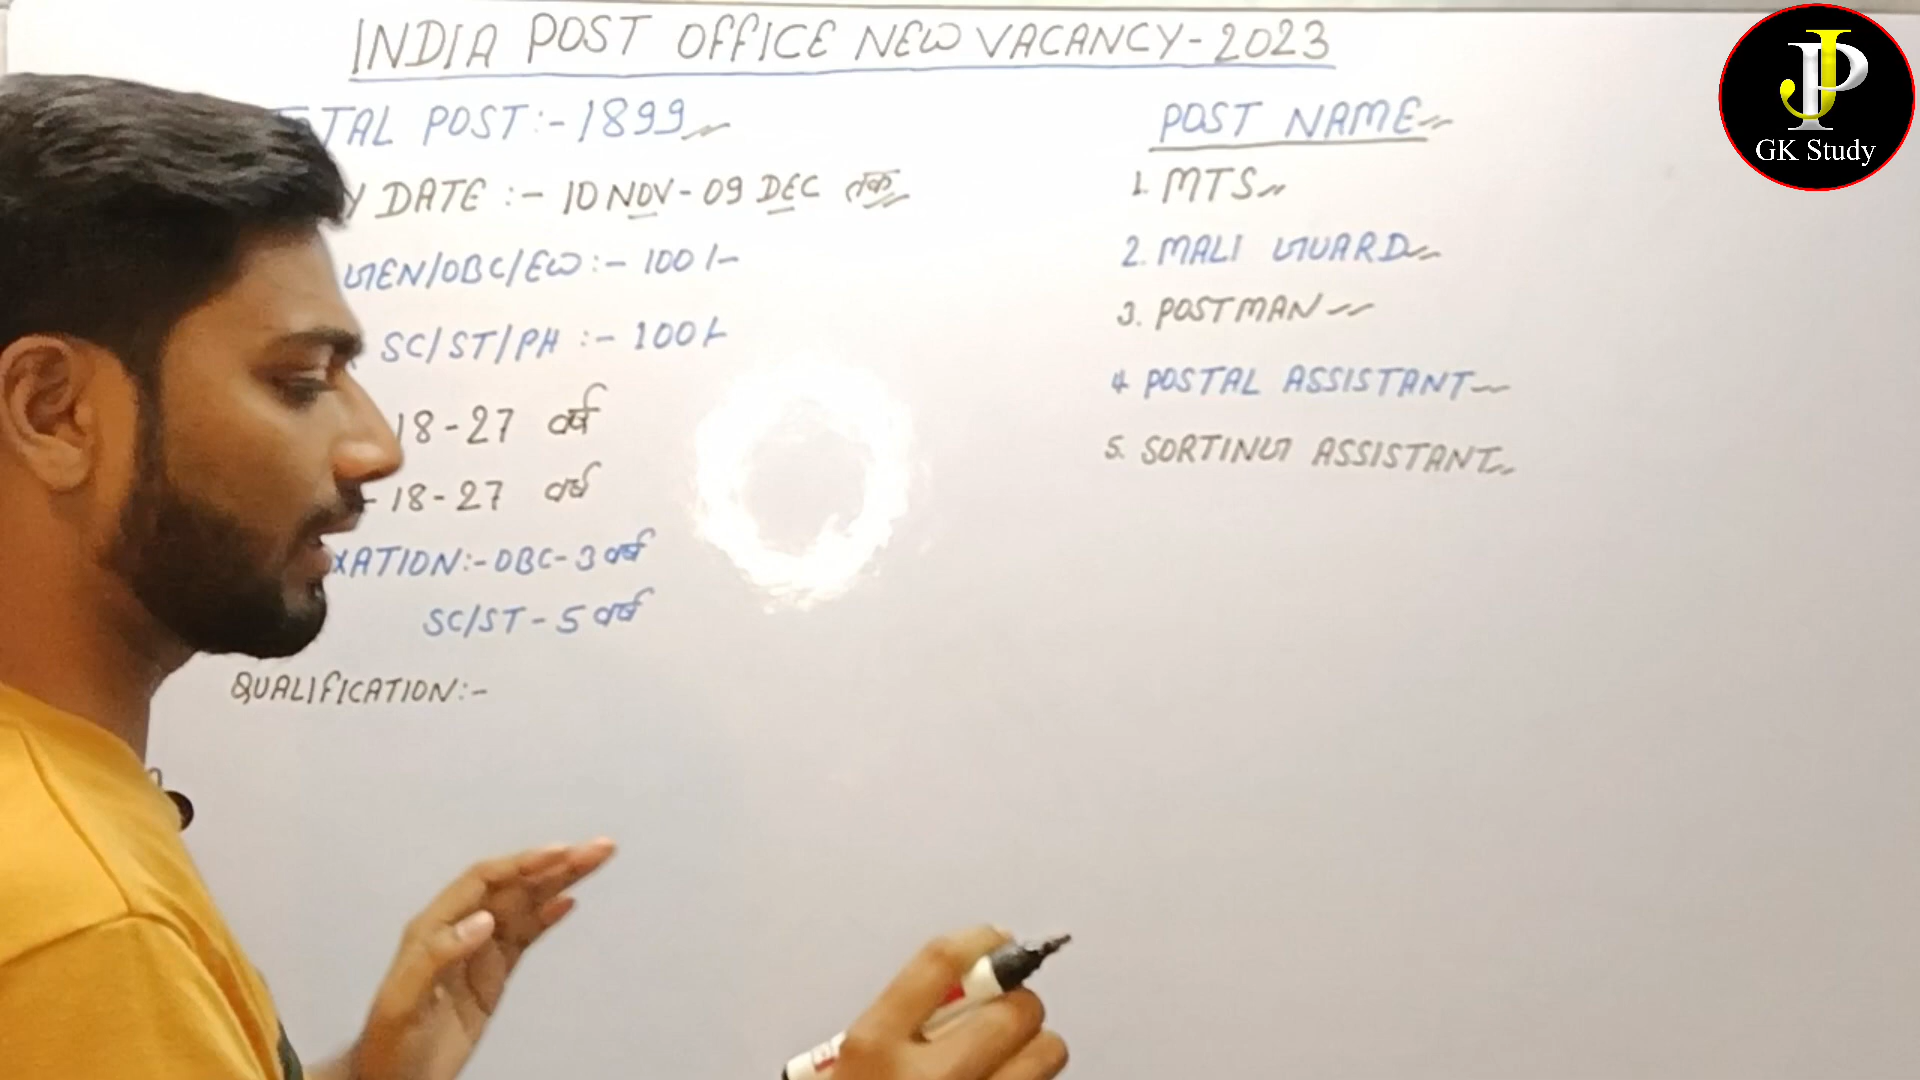 INDIA POST OFFICE NEW VACANCY-2023
TAL POST:-1899
Y DATE :- 10 NOV - 09 DEC तक
GEN/OBC/EW:- 100/-
SC/ST/PH :- 100/-
18-27 वर्ष
- 18-27 वर्ष
XATION:-OBC-3 वर्ष
SC/ST - 5 वर्ष
QUALIFICATION:-
POST NAME
1. MTS
2. MALI GUARD
3. POSTMAN
4. POSTAL ASSISTANT
5. SORTING ASSISTANT
JP
GK Study